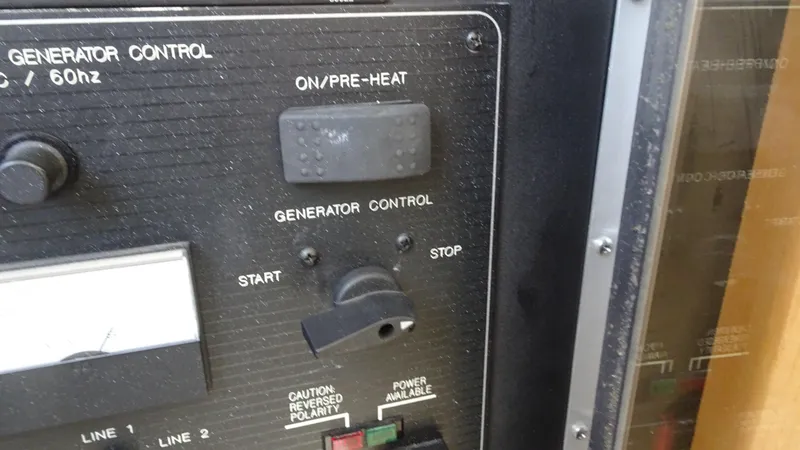 GENERATOR CONTROL
C / 60hz
ON/PRE-HEAT
GENERATOR CONTROL
START
STOP
CAUTION:
REVERSED
POLARITY
POWER
AVAILABLE
LINE 1
LINE 2